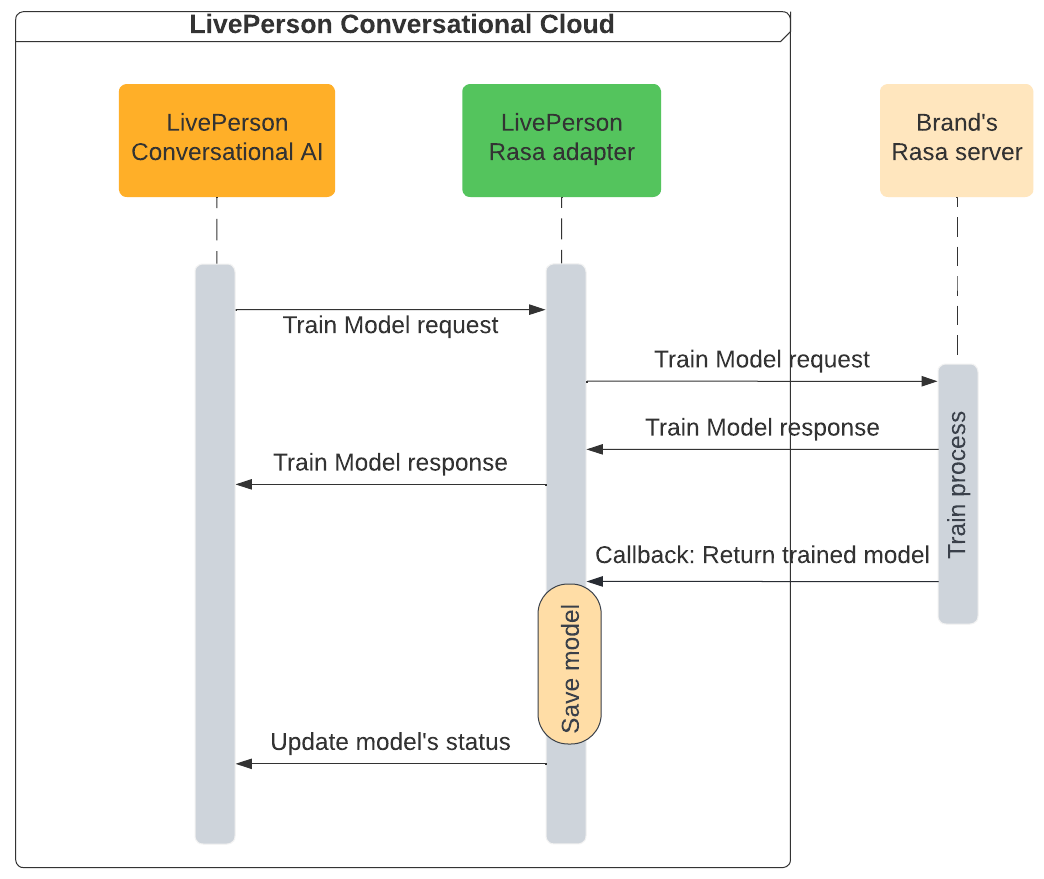 LivePerson Conversational Cloud
LivePerson
Conversational AI
LivePerson
Rasa adapter
Brand's
Rasa server
Train Model request
Train Model request
Train Model response
Train Model response
Train process
Callback: Return trained model
Save model
Update model's status